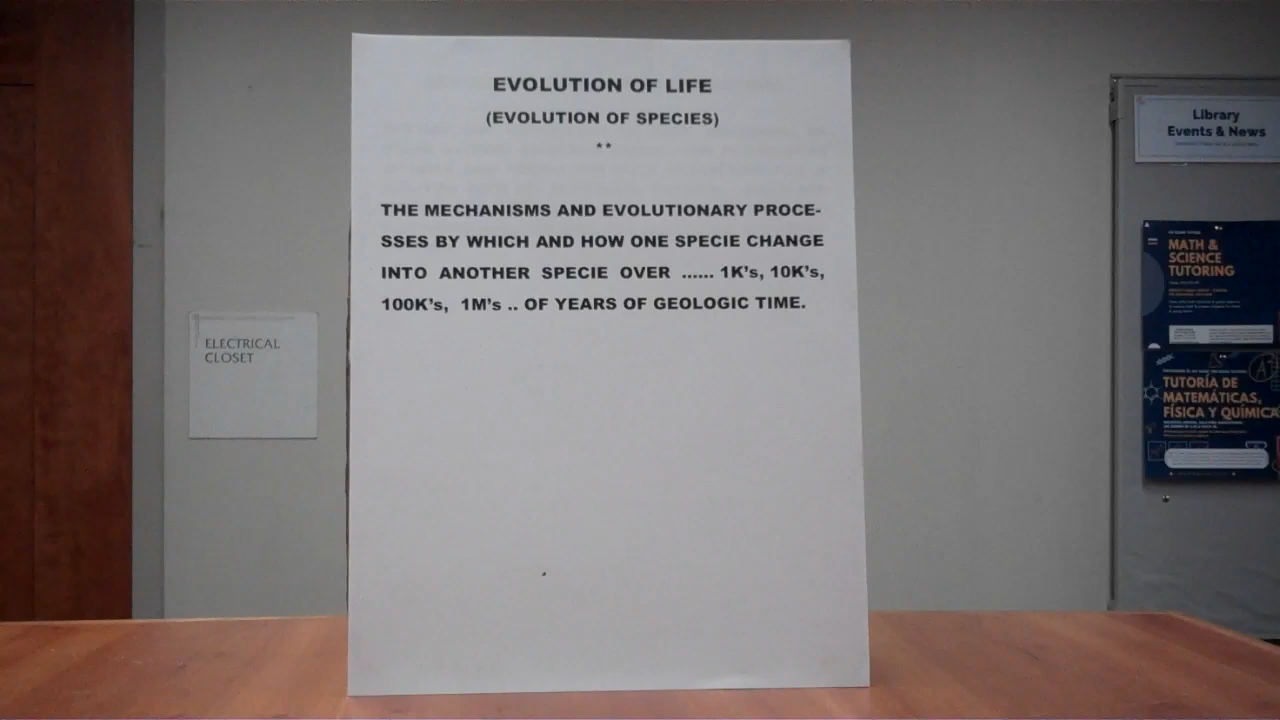 EVOLUTION OF LIFE
(EVOLUTION OF SPECIES)
**
THE MECHANISMS AND EVOLUTIONARY PROCE-
SSES BY WHICH AND HOW ONE SPECIE CHANGE
INTO ANOTHER SPECIE OVER ...... 1K's, 10K's,
100K's, 1M's .. OF YEARS OF GEOLOGIC TIME.
ELECTRICAL
CLOSET
Library
Events & News
MATH &
SCIENCE
TUTORING
TUTORÍA DE
MATEMÁTICAS,
FÍSICA Y QUÍMICA